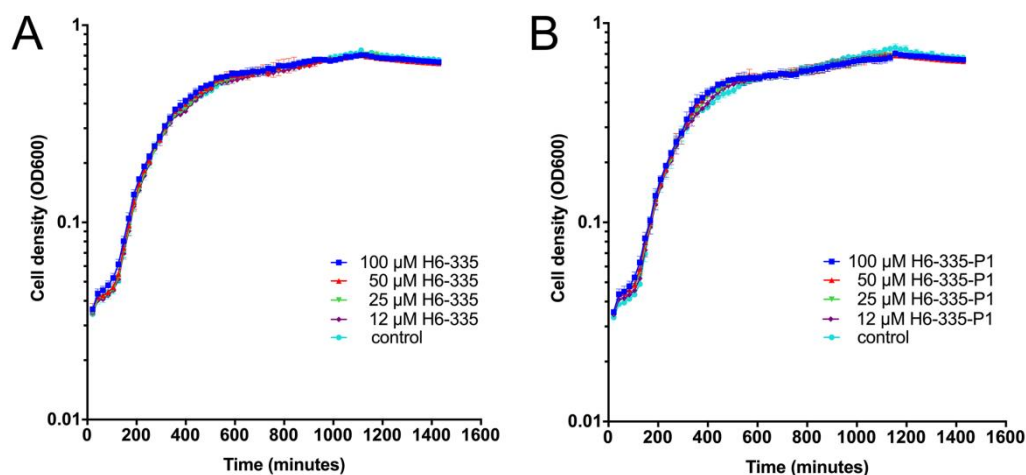 A
Cell density (OD600)
1
0.1
0.01
100 µM H6-335
50 µM H6-335
25 µM H6-335
12 µM H6-335
control
0 200 400 600 800 1000 1200 1400 1600
Time (minutes)
B
Cell density (OD600)
1
0.1
0.01
100 µM H6-335-P1
50 µM H6-335-P1
25 µM H6-335-P1
12 µM H6-335-P1
control
0 200 400 600 800 1000 1200 1400 1600
Time (minutes)